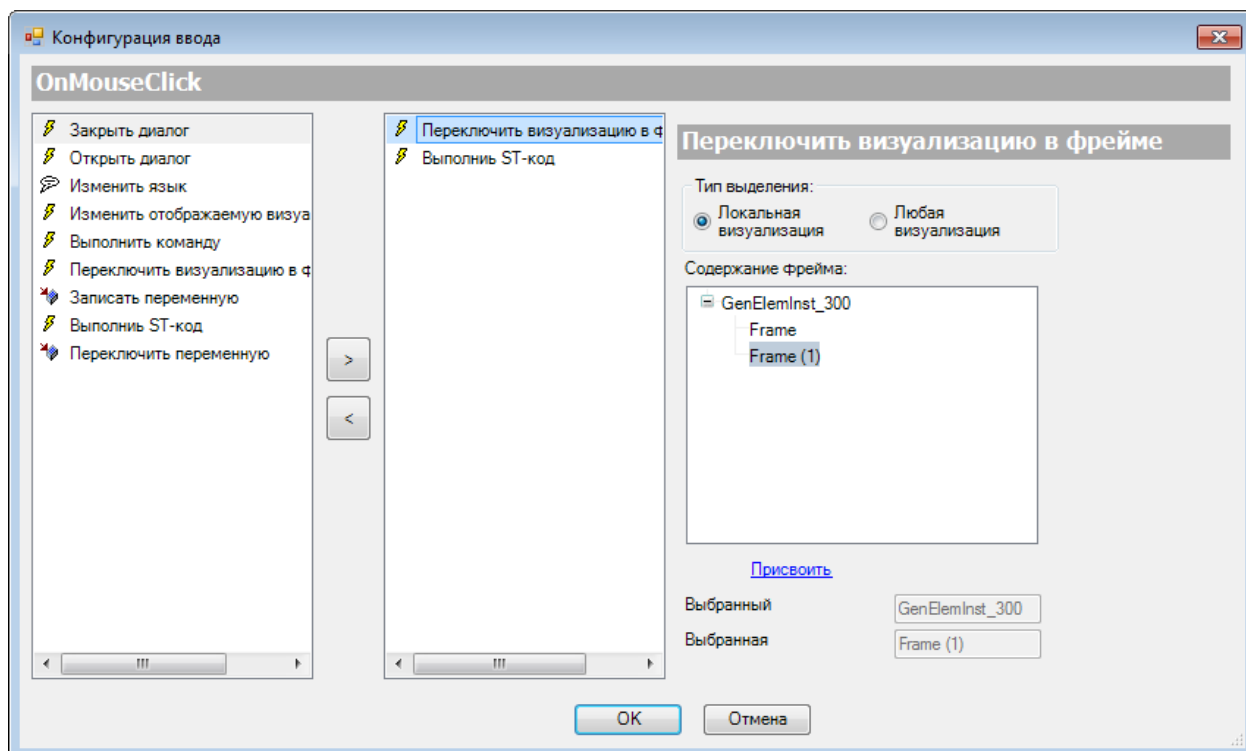 Конфигурация ввода
OnMouseClick
Закрыть диалог
Открыть диалог
Изменить язык
Изменить отображаемую визуа
Выполнить команду
Переключить визуализацию в ф
Записать переменную
Выполниь ST-код
Переключить переменную
>
<
Переключить визуализацию в ф
Выполниь ST-код
Переключить визуализацию в фрейме
Тип выделения:
Локальная
визуализация
Любая
визуализация
Содержание фрейма:
GenElemInst_300
Frame
Frame (1)
Присвоить
Выбранный
GenElemInst_300
Выбранная
Frame (1)
OK
Отмена